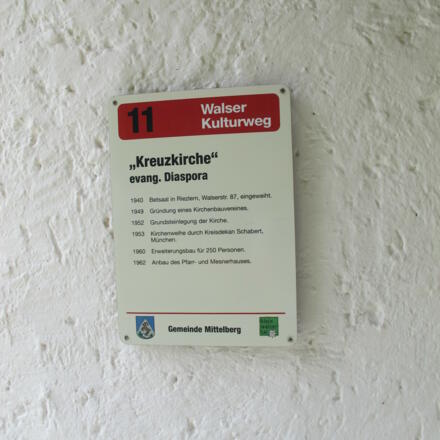 11 Walser
Kulturweg
„Kreuzkirche“
evang. Diaspora
1940 Betsaal in Riezlern, Walserstr. 87, eingeweiht.
1949 Gründung eines Kirchenbauvereines.
1952 Grundsteinlegung der Kirche.
1953 Kirchenweihe durch Kreisdekan Schabert,
München.
1960 Erweiterungsbau für 250 Personen.
1962 Anbau des Pfarr- und Mesnerhauses.
Gemeinde Mittelberg